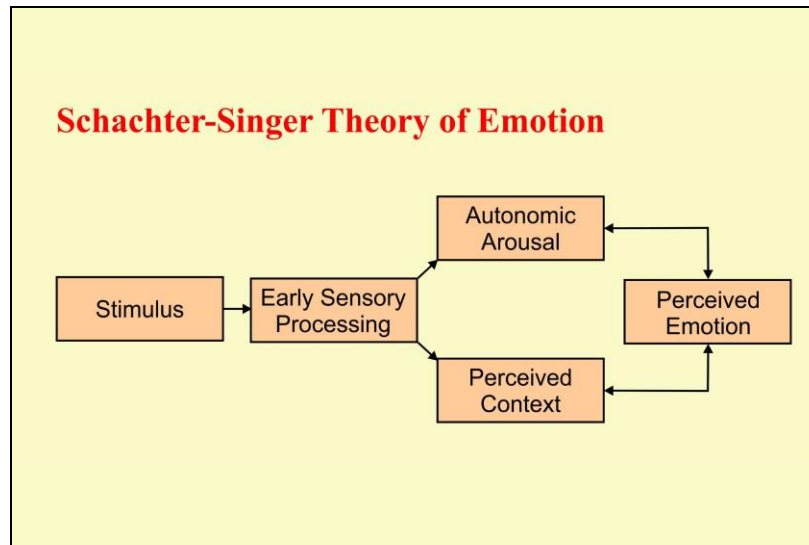 Schachter-Singer Theory of Emotion
Stimulus
Early Sensory
Processing
Autonomic
Arousal
Perceived
Context
Perceived
Emotion